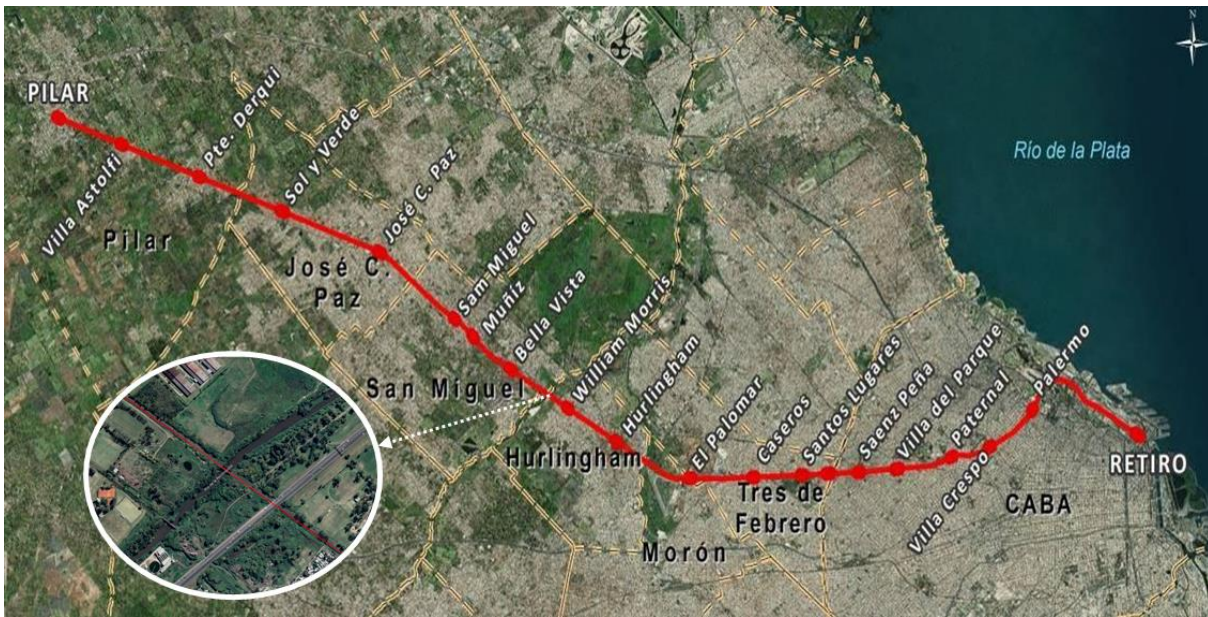 N
PILAR
Villa Astolfi
Pte. Derqui
Sol y Verde
José C. Paz
San Miguel
Muñíz
Bella Vista
William Morris
Hurlingham
El Palomar
Caseros
Santos Lugares
Saenz Peña
Villa del Parque
Paternal
Villa Crespo
Palermo
RETIRO
Río de la Plata
Pilar
José C.
Paz
San Miguel
Hurlingham
Morón
Tres de
Febrero
CABA